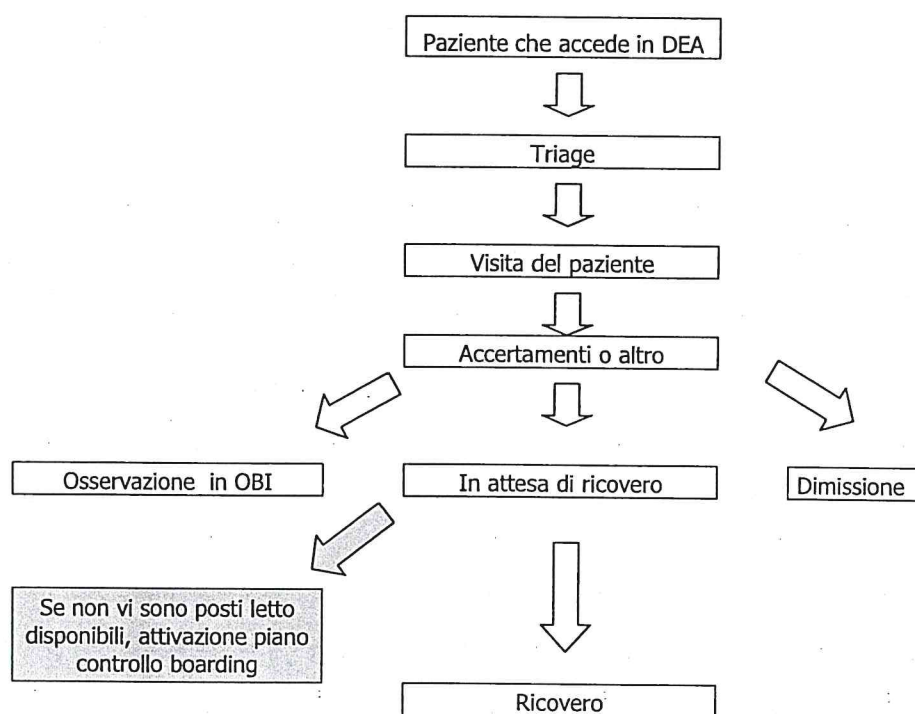 Paziente che accede in DEA
Triage
Visita del paziente
Accertamenti o altro
Osservazione in OBI
In attesa di ricovero
Dimissione
Se non vi sono posti letto
disponibili, attivazione piano
controllo boarding
Ricovero